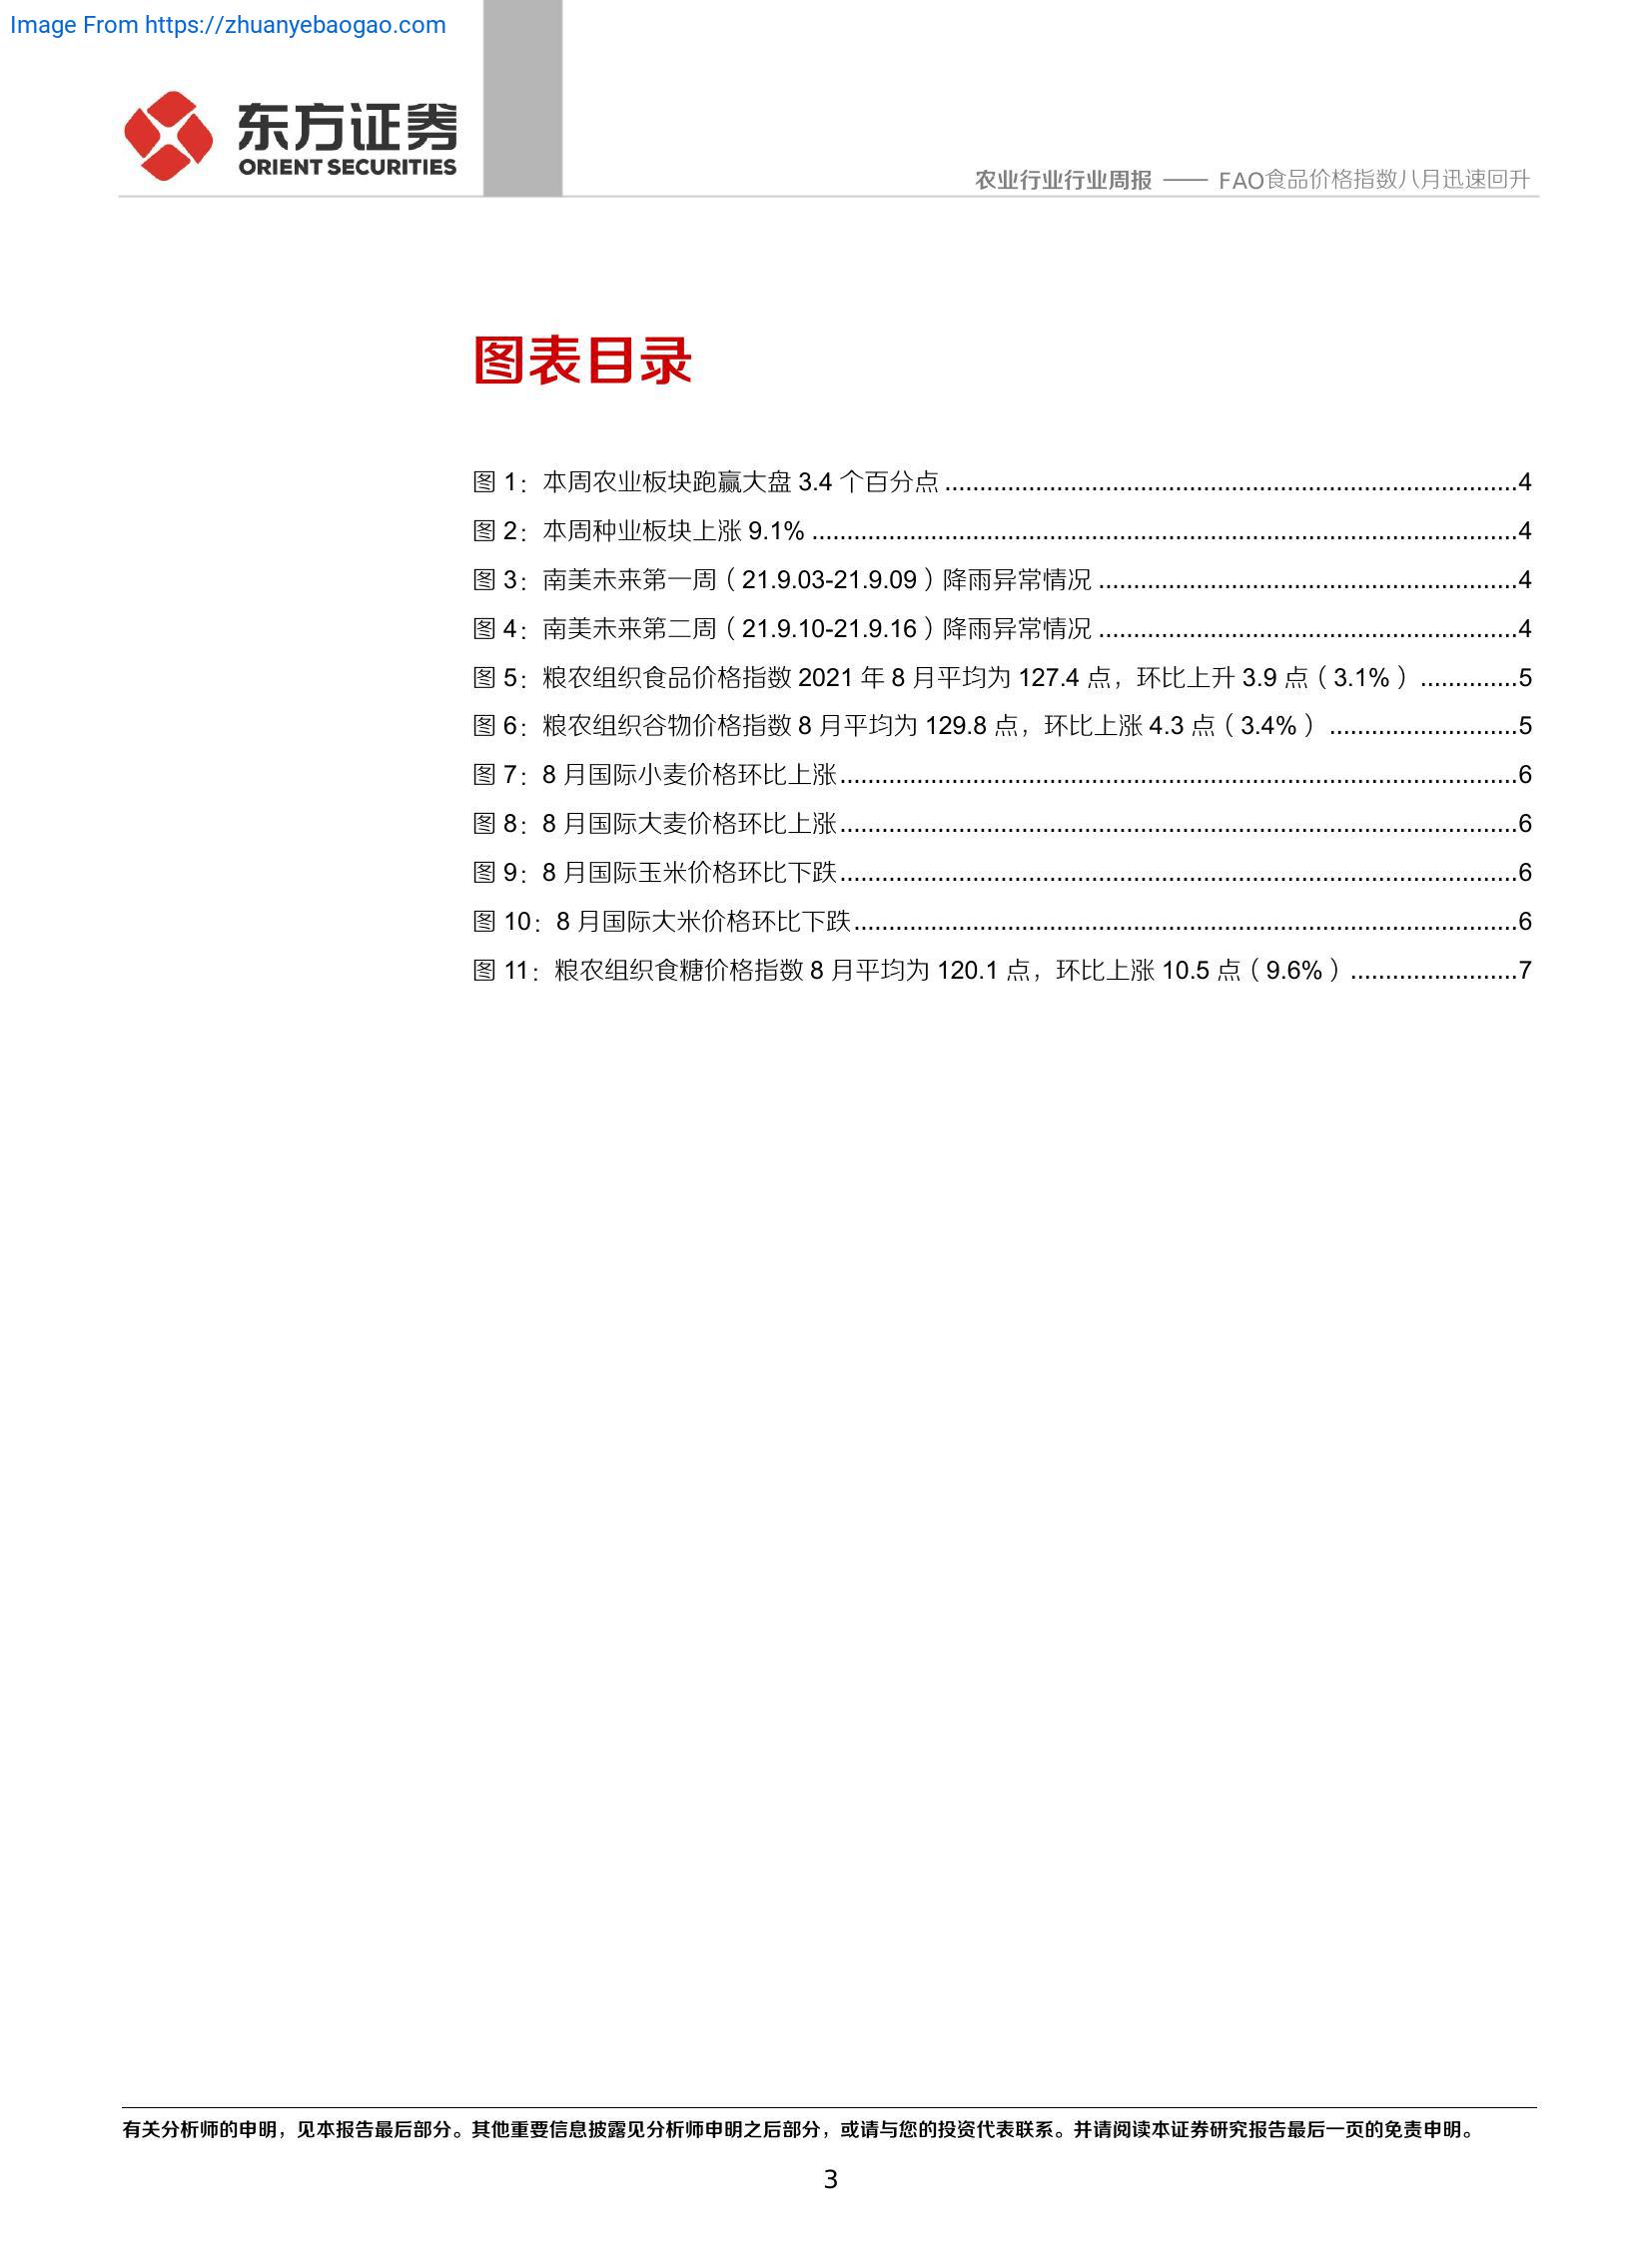 Image From https://zhuanyebaogao.com
东方证券
ORIENT SECURITIES
农业行业行业周报 —— FAO食品价格指数八月迅速回升
图表目录
图 1：本周农业板块跑赢大盘 3.4 个百分点 ..................................................................................4
图 2：本周种业板块上涨 9.1% .....................................................................................................4
图 3：南美未来第一周（21.9.03-21.9.09）降雨异常情况 ............................................................4
图 4：南美未来第二周（21.9.10-21.9.16）降雨异常情况 ............................................................4
图 5：粮农组织食品价格指数 2021 年 8 月平均为 127.4 点，环比上升 3.9 点（3.1%） ..............5
图 6：粮农组织谷物价格指数 8 月平均为 129.8 点，环比上涨 4.3 点（3.4%） ...........................5
图 7：8 月国际小麦价格环比上涨.................................................................................................6
图 8：8 月国际大麦价格环比上涨.................................................................................................6
图 9：8 月国际玉米价格环比下跌.................................................................................................6
图 10：8 月国际大米价格环比下跌...............................................................................................6
图 11：粮农组织食糖价格指数 8 月平均为 120.1 点，环比上涨 10.5 点（9.6%）........................7
有关分析师的申明，见本报告最后部分。其他重要信息披露见分析师申明之后部分，或请与您的投资代表联系。并请阅读本证券研究报告最后一页的免责申明。
3